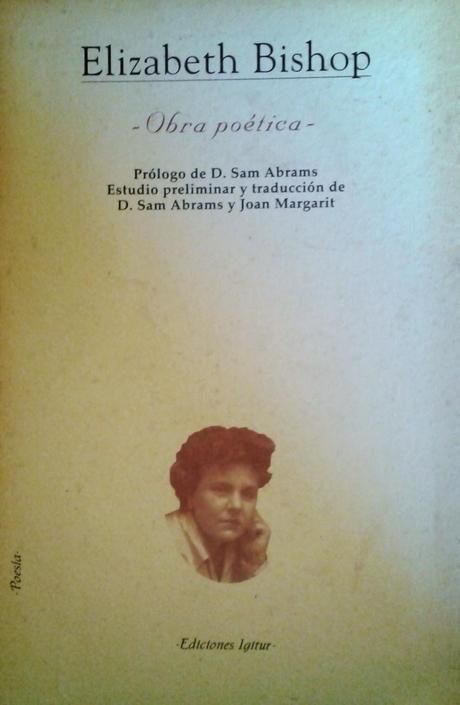 Elizabeth Bishop
- Obra poética -
Prólogo de D. Sam Abrams
Estudio preliminar y traducción de
D. Sam Abrams y Joan Margarit
·Poesía·
·Ediciones Igitur·